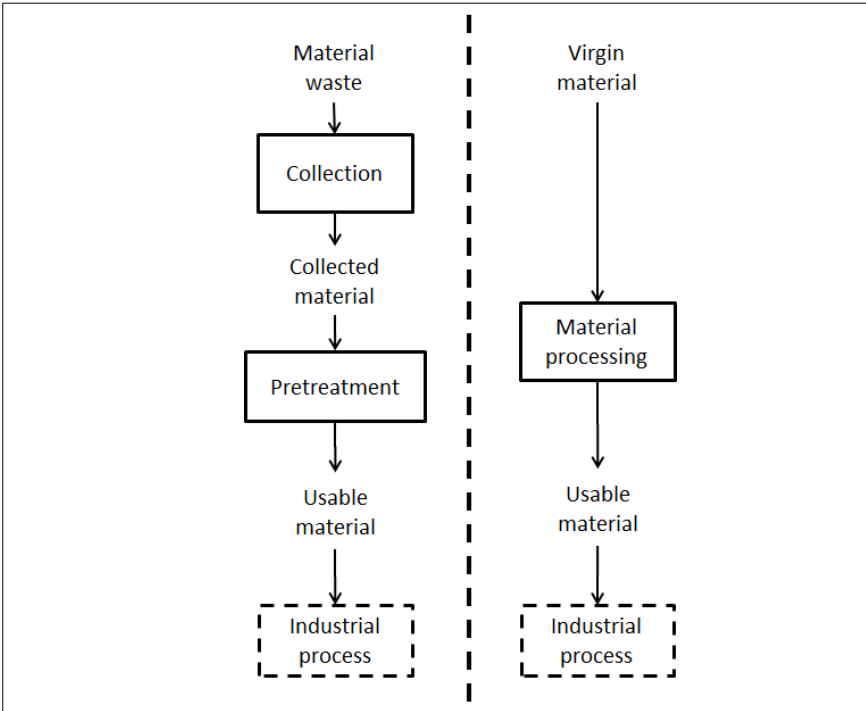 Material
waste
Collection
Collected
material
Pretreatment
Usable
material
Industrial
process
Virgin
material
Material
processing
Usable
material
Industrial
process